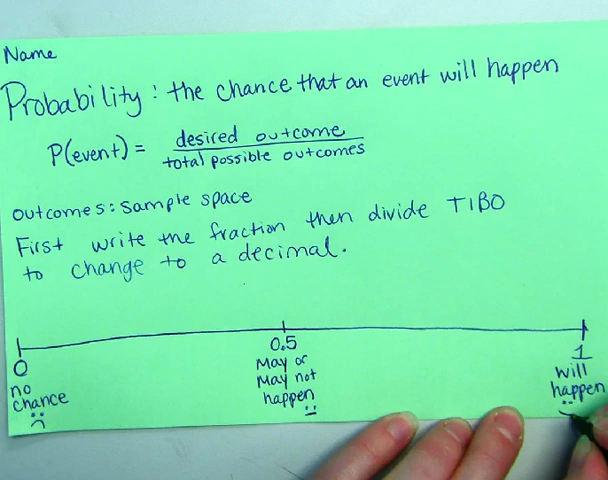 Name
Probability: the chance that an event will happen
P(event) = desired outcome
total possible outcomes
outcomes: sample space
First write the fraction then divide TIBO
to change to a decimal.
0 0.5 1
no chance
May or May not happen
will happen